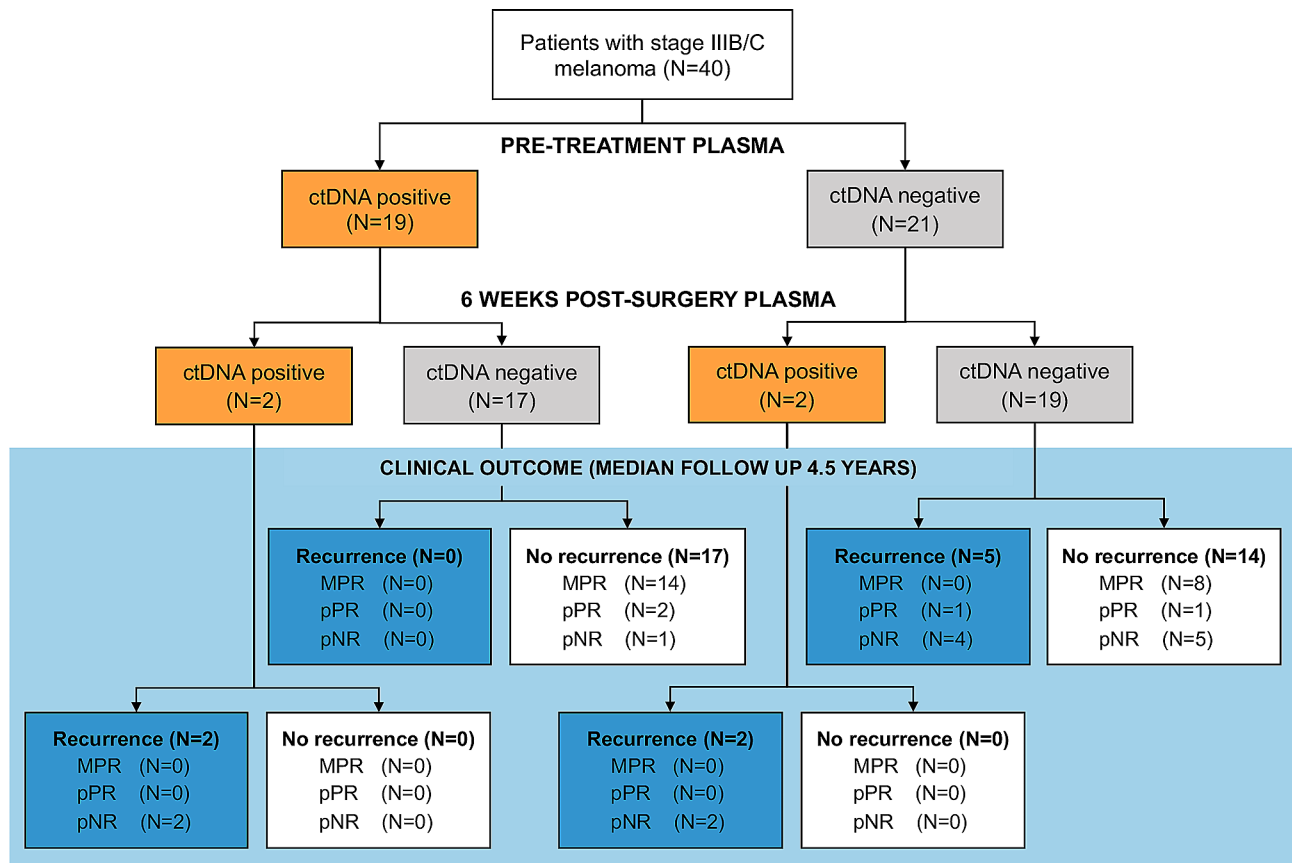 Patients with stage IIIB/C
melanoma (N=40)
PRE-TREATMENT PLASMA
ctDNA positive
(N=19)
ctDNA negative
(N=21)
6 WEEKS POST-SURGERY PLASMA
ctDNA positive
(N=2)
ctDNA negative
(N=17)
ctDNA positive
(N=2)
ctDNA negative
(N=19)
CLINICAL OUTCOME (MEDIAN FOLLOW UP 4.5 YEARS)
Recurrence (N=0)
MPR (N=0)
pPR (N=0)
pNR (N=0)
No recurrence (N=17)
MPR (N=14)
pPR (N=2)
pNR (N=1)
Recurrence (N=5)
MPR (N=0)
pPR (N=1)
pNR (N=4)
No recurrence (N=14)
MPR (N=8)
pPR (N=1)
pNR (N=5)
Recurrence (N=2)
MPR (N=0)
pPR (N=0)
pNR (N=2)
No recurrence (N=0)
MPR (N=0)
pPR (N=0)
pNR (N=0)
Recurrence (N=2)
MPR (N=0)
pPR (N=0)
pNR (N=2)
No recurrence (N=0)
MPR (N=0)
pPR (N=0)
pNR (N=0)